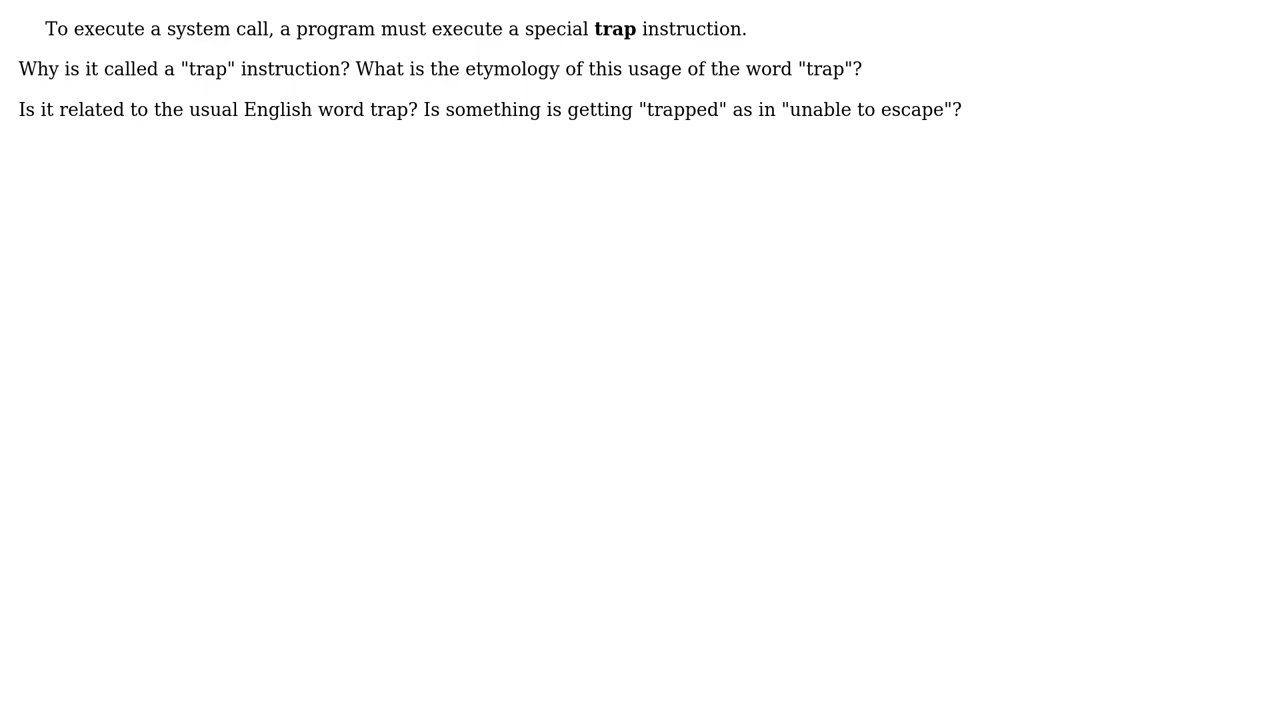 To execute a system call, a program must execute a special trap instruction.
Why is it called a "trap" instruction? What is the etymology of this usage of the word "trap"?
Is it related to the usual English word trap? Is something is getting "trapped" as in "unable to escape"?